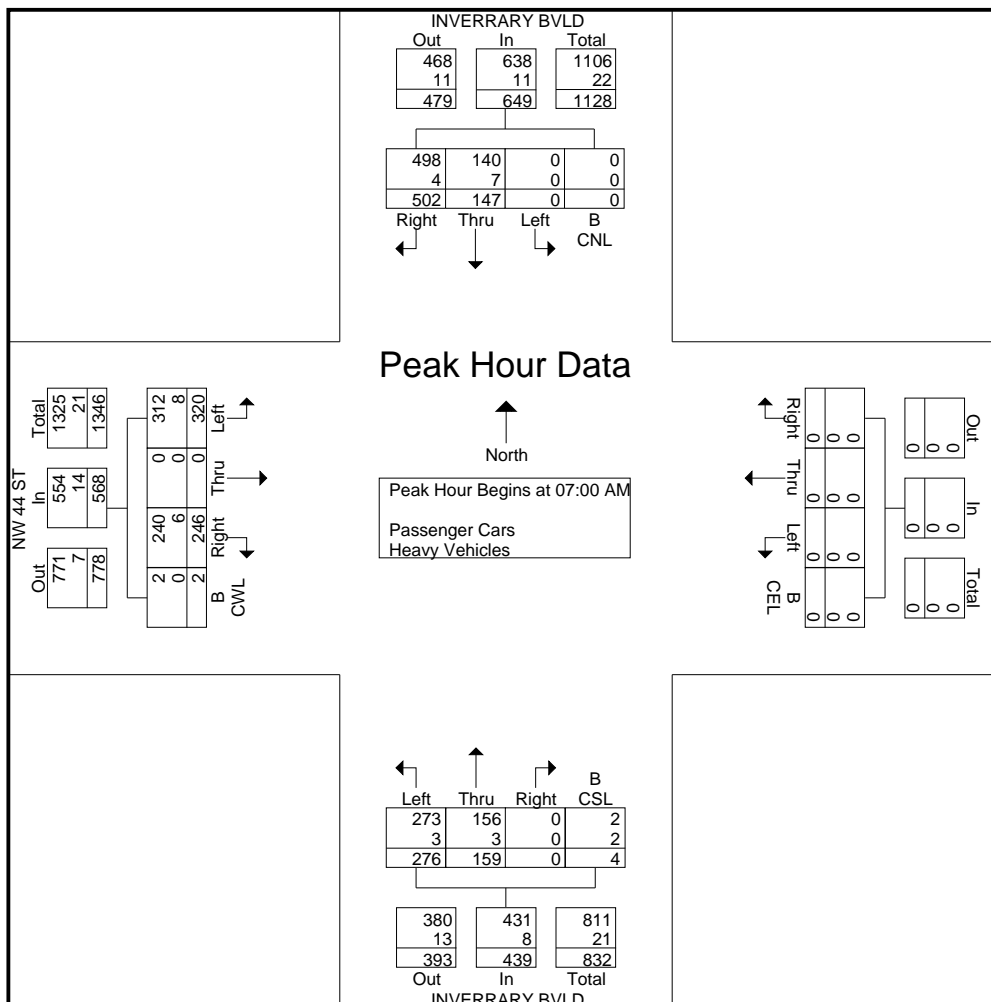 INVERRARY BVLD
Out In Total
468 638 1106
11 11 22
479 649 1128
498 140 0 0
4 7 0 0
502 147 0 0
Right Thru Left B
CNL
Peak Hour Data
North
Peak Hour Begins at 07:00 AM
Passenger Cars
Heavy Vehicles
NW 44 ST
Out In Total
771 554 1325
7 14 21
778 568 1346
2 240 0 312
0 6 0 8
2 246 0 320
B Right Thru Left
CWL
Out In Total
0 0 0
0 0 0
0 0 0
Right Thru Left B
CEL
0 0 0 0
0 0 0 0
0 0 0 0
B
Left Thru Right CSL
273 156 0 2
3 3 0 2
276 159 0 4
380 431 811
13 8 21
393 439 832
Out In Total
INVERRARY BVLD